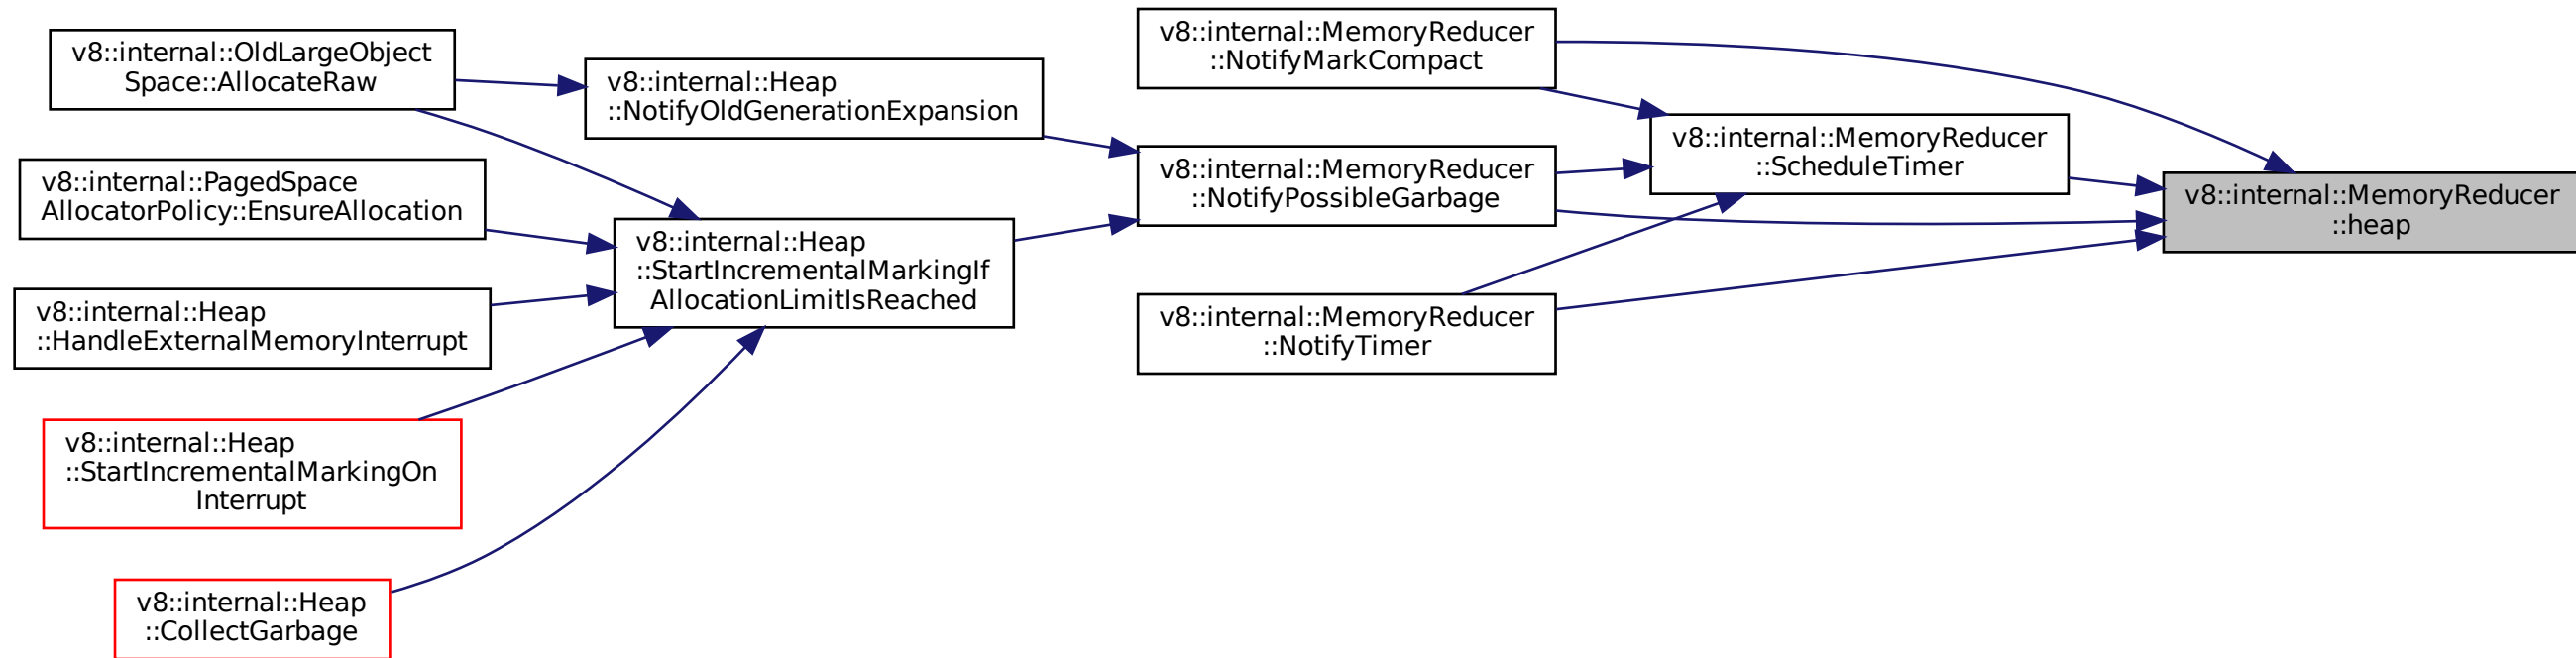 v8::internal::OldLargeObject
Space::AllocateRaw
v8::internal::PagedSpace
AllocatorPolicy::EnsureAllocation
v8::internal::Heap
::HandleExternalMemoryInterrupt
v8::internal::Heap
::StartIncrementalMarkingOn
Interrupt
v8::internal::Heap
::CollectGarbage
v8::internal::Heap
::NotifyOldGenerationExpansion
v8::internal::Heap
::StartIncrementalMarkingIf
AllocationLimitIsReached
v8::internal::MemoryReducer
::NotifyMarkCompact
v8::internal::MemoryReducer
::NotifyPossibleGarbage
v8::internal::MemoryReducer
::NotifyTimer
v8::internal::MemoryReducer
::ScheduleTimer
v8::internal::MemoryReducer
::heap